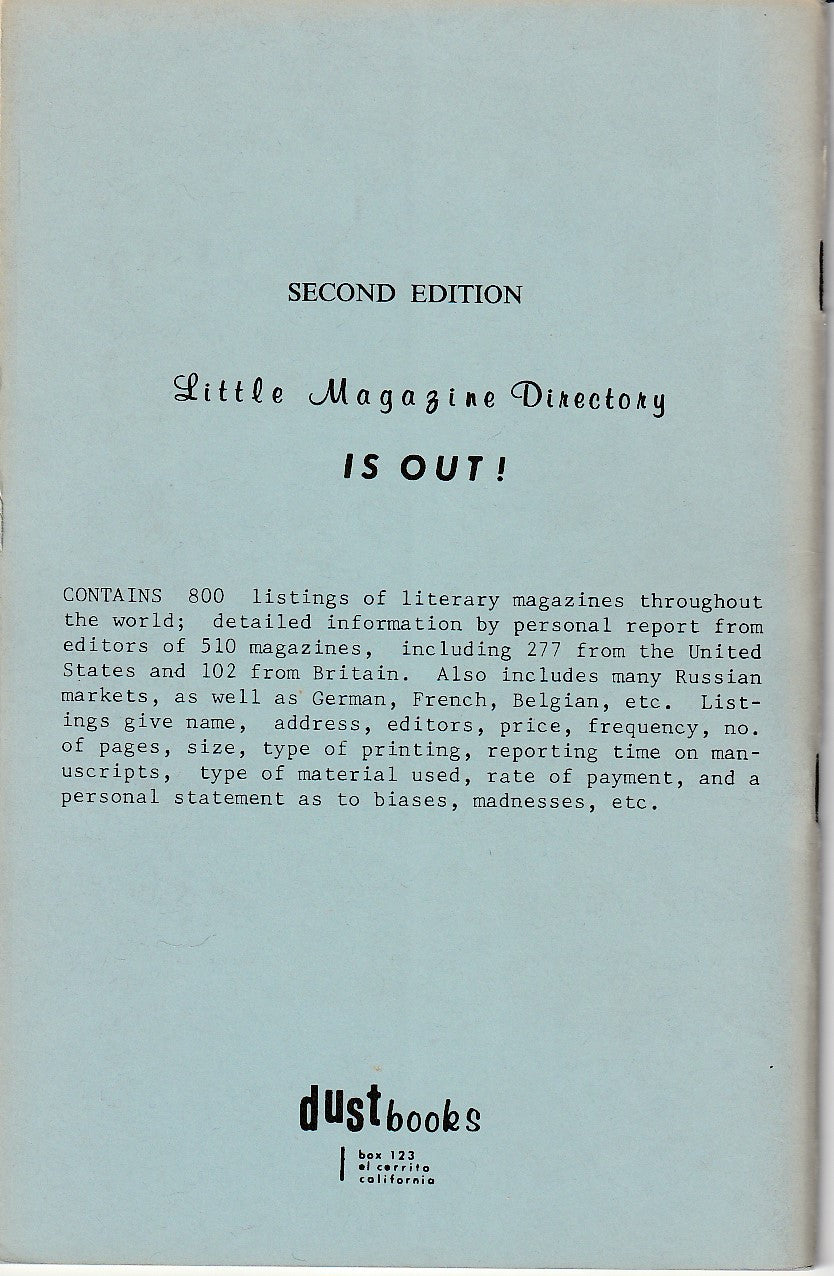 SECOND EDITION
Little Magazine Directory
IS OUT!
CONTAINS 800 listings of literary magazines throughout
the world; detailed information by personal report from
editors of 510 magazines, including 277 from the United
States and 102 from Britain. Also includes many Russian
markets, as well as German, French, Belgian, etc. List-
ings give name, address, editors, price, frequency, no.
of pages, size, type of printing, reporting time on man-
uscripts, type of material used, rate of payment, and a
personal statement as to biases, madnesses, etc.
dustbooks
box 123
el cerrito
california